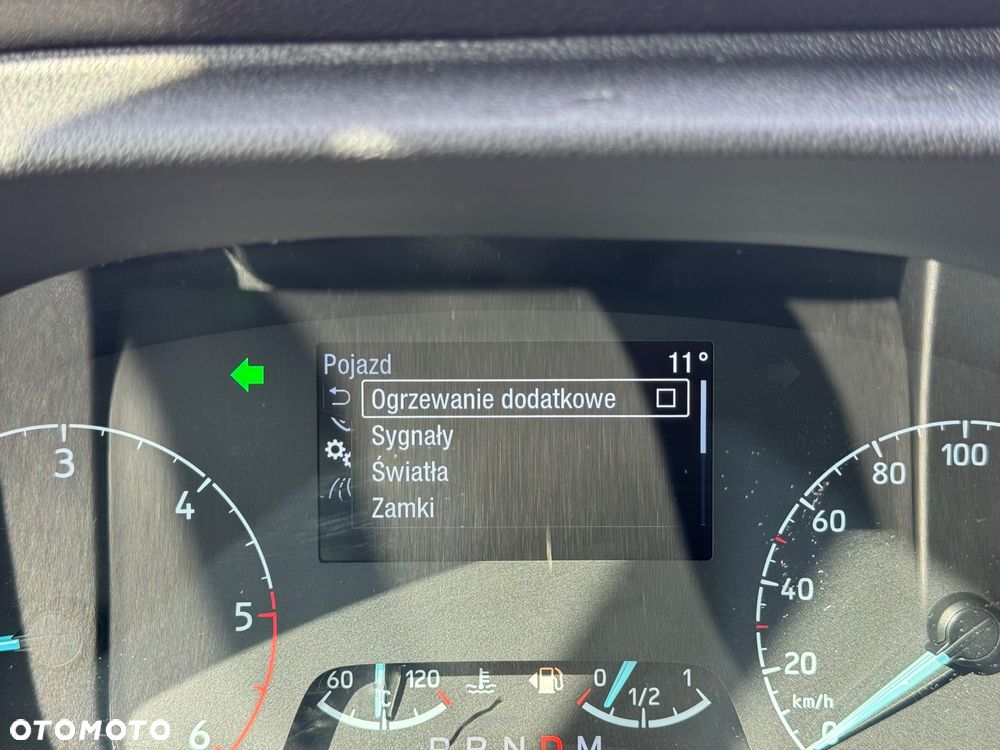 Pojazd 11°
Ogrzewanie dodatkowe
Sygnały
Światła
Zamki
3
4
5
6
100
80
60
40
20
km/h
0
60 120
°C
0 1/2 1
P R N D M
OTOMOTO